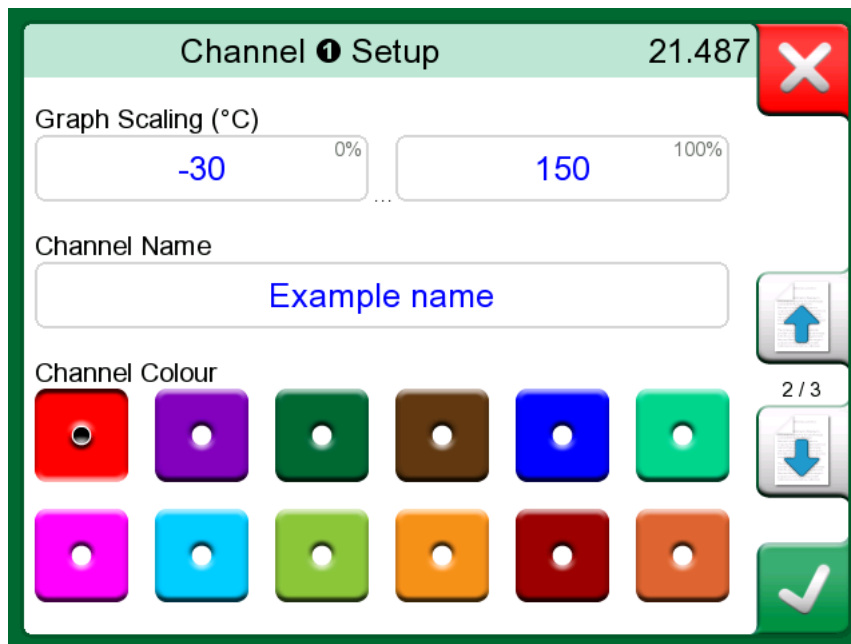 Channel ❶ Setup 21.487
Graph Scaling (°C)
-30 0% ... 150 100%
Channel Name
Example name
Channel Colour
2 / 3